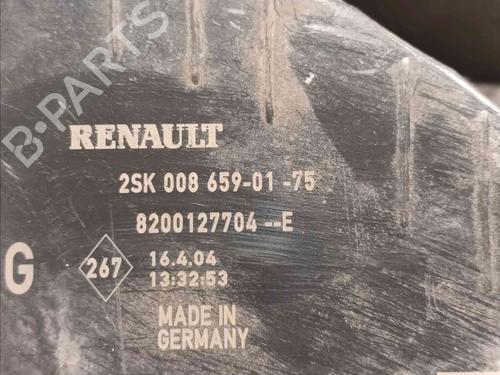 B-PARTS
RENAULT
2SK 008 659-01-75
8200127704--E
G
267
16.4.04
13:32:53
MADE IN
GERMANY